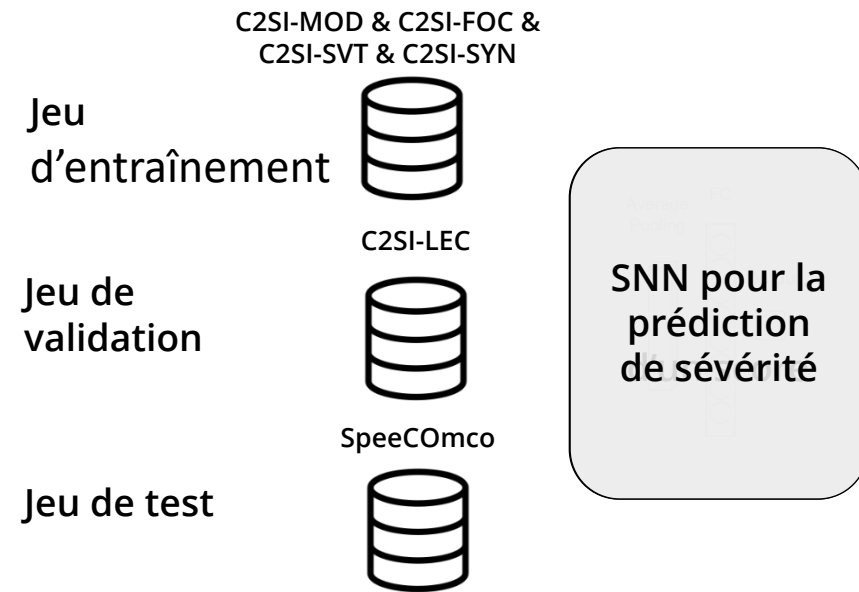 C2SI-MOD & C2SI-FOC &
C2SI-SVT & C2SI-SYN
Jeu
d’entraînement
C2SI-LEC
Jeu de
validation
SpeeCOmco
Jeu de test
SNN pour la
prédiction
de sévérité